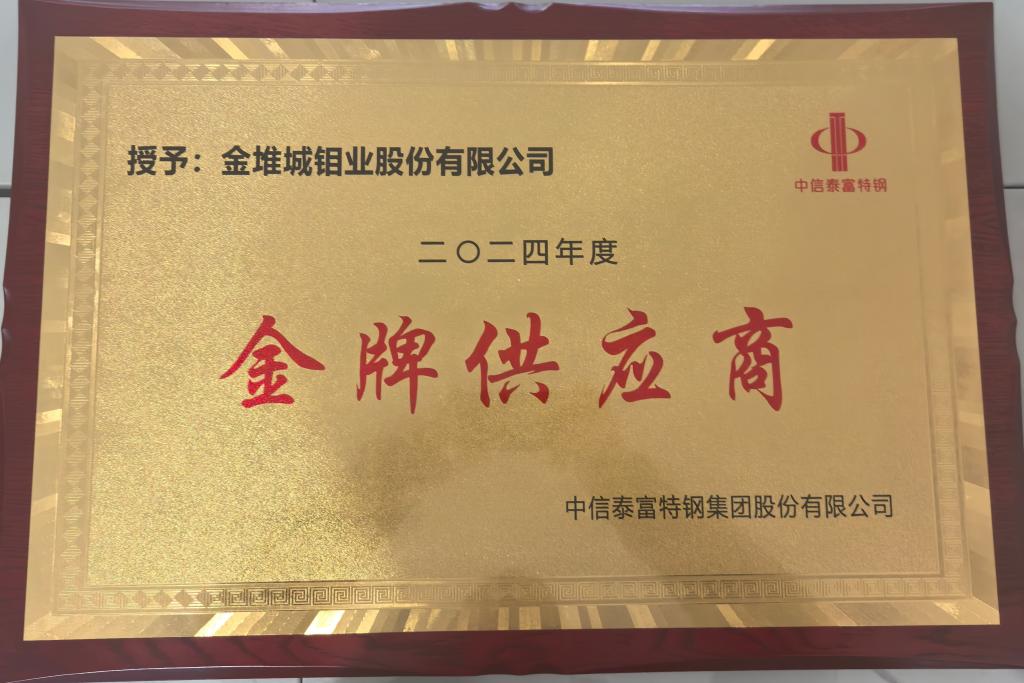 授予：金堆城钼业股份有限公司
中信泰富特钢
二〇二四年度
金牌供应商
中信泰富特钢集团股份有限公司